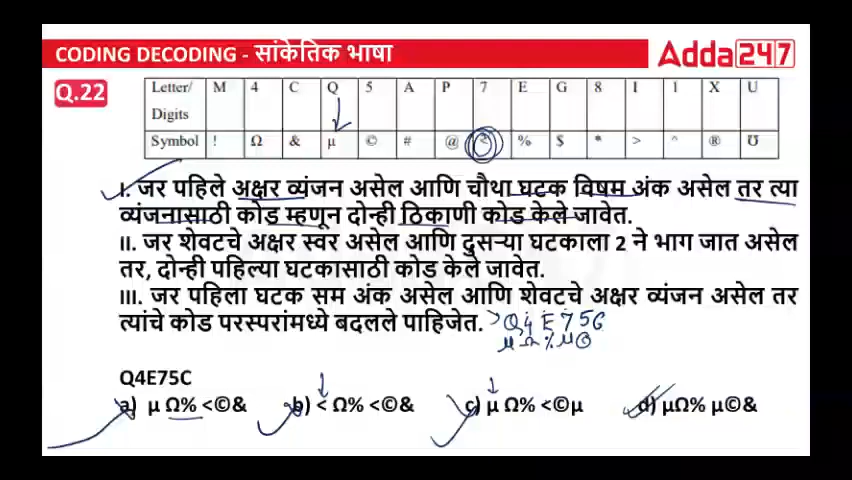 CODING DECODING - सांकेतिक भाषा
Adda247
Q.22
Letter/ Digits M 4 C Q 5 A P 7 E G 8 I 1 X U
Symbol ! Ω & μ © # @ < % $ * > ^ ® Ʊ
I. जर पहिले अक्षर व्यंजन असेल आणि चौथा घटक विषम अंक असेल तर त्या
व्यंजनासाठी कोड म्हणून दोन्ही ठिकाणी कोड केले जावेत.
II. जर शेवटचे अक्षर स्वर असेल आणि दुसऱ्या घटकाला 2 ने भाग जात असेल
तर, दोन्ही पहिल्या घटकासाठी कोड केले जावेत.
III. जर पहिला घटक सम अंक असेल आणि शेवटचे अक्षर व्यंजन असेल तर
त्यांचे कोड परस्परांमध्ये बदलले पाहिजेत.
Q4E75C
μ Ω % μ ©
Q4E75C
a) μ Ω% <©& b) < Ω% <©& c) μ Ω% <©μ d) μΩ% μ©&